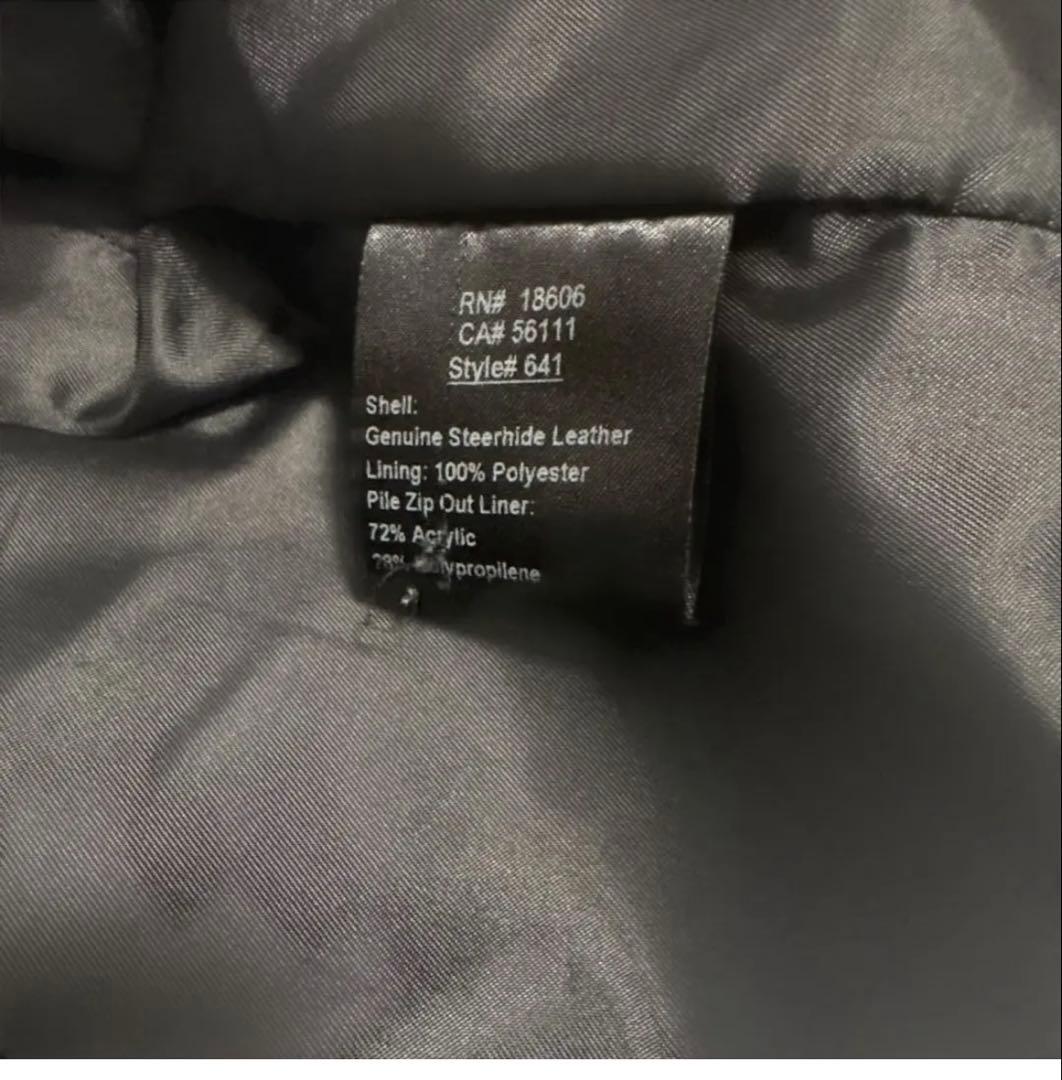 RN# 18606
CA# 56111
Style# 641
Shell:
Genuine Steerhide Leather
Lining: 100% Polyester
Pile Zip Out Liner:
72% Acrylic